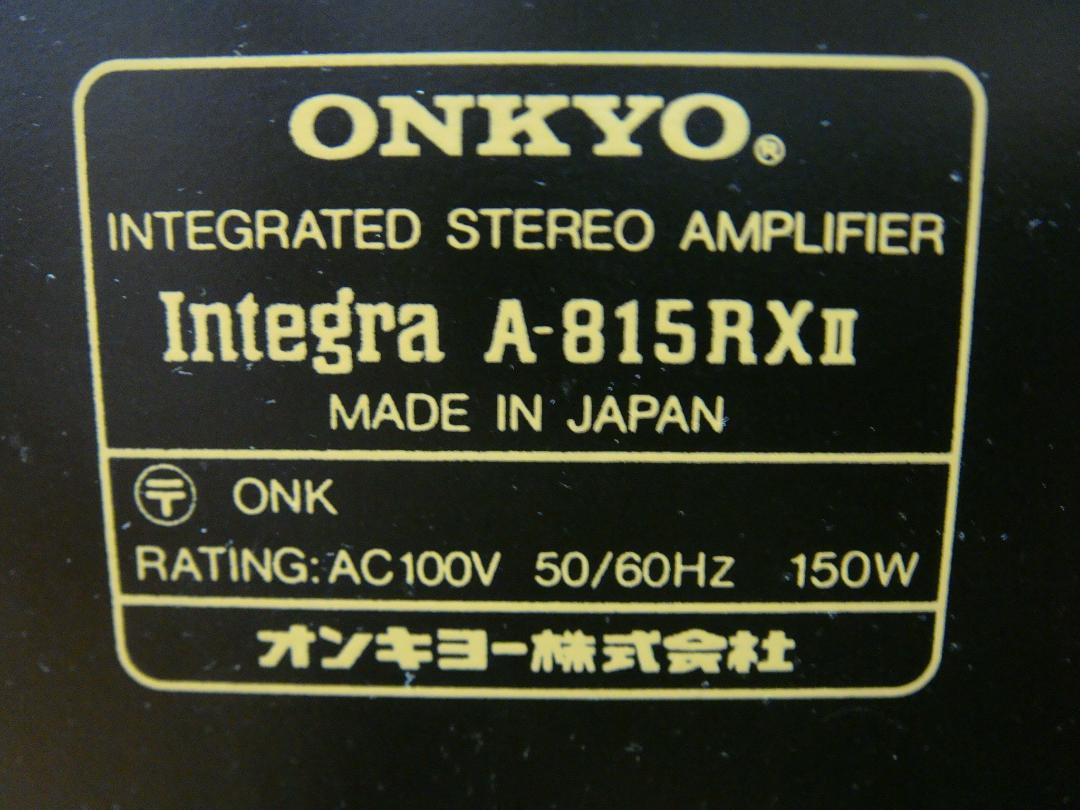 ONKYO®
INTEGRATED STEREO AMPLIFIER
Integra A-815RXII
MADE IN JAPAN
〶 ONK
RATING: AC100V 50/60Hz 150W
オンキヨー株式会社